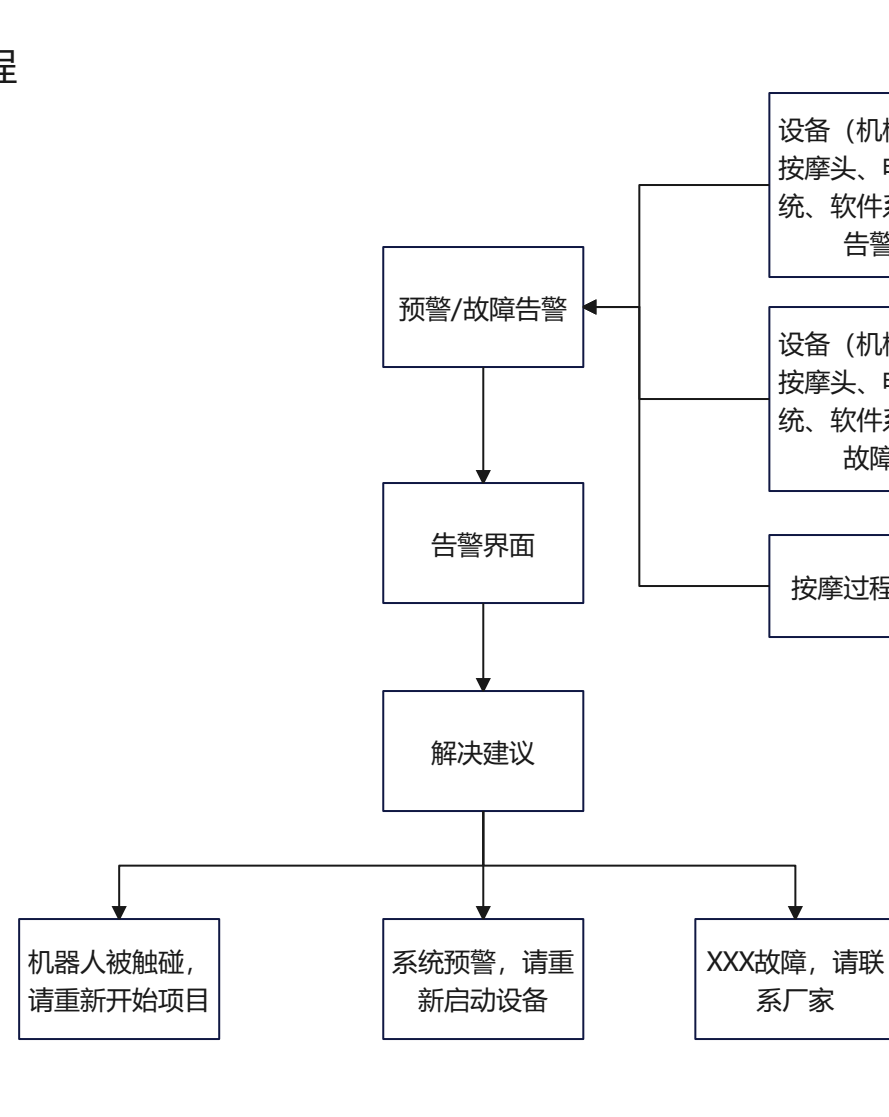 程
设备（机
按摩头、
统、软件
告警
预警/故障告警
设备（机
按摩头、
统、软件
故障
告警界面
按摩过程
解决建议
机器人被触碰，
请重新开始项目
系统预警，请重
新启动设备
XXX故障，请联
系厂家